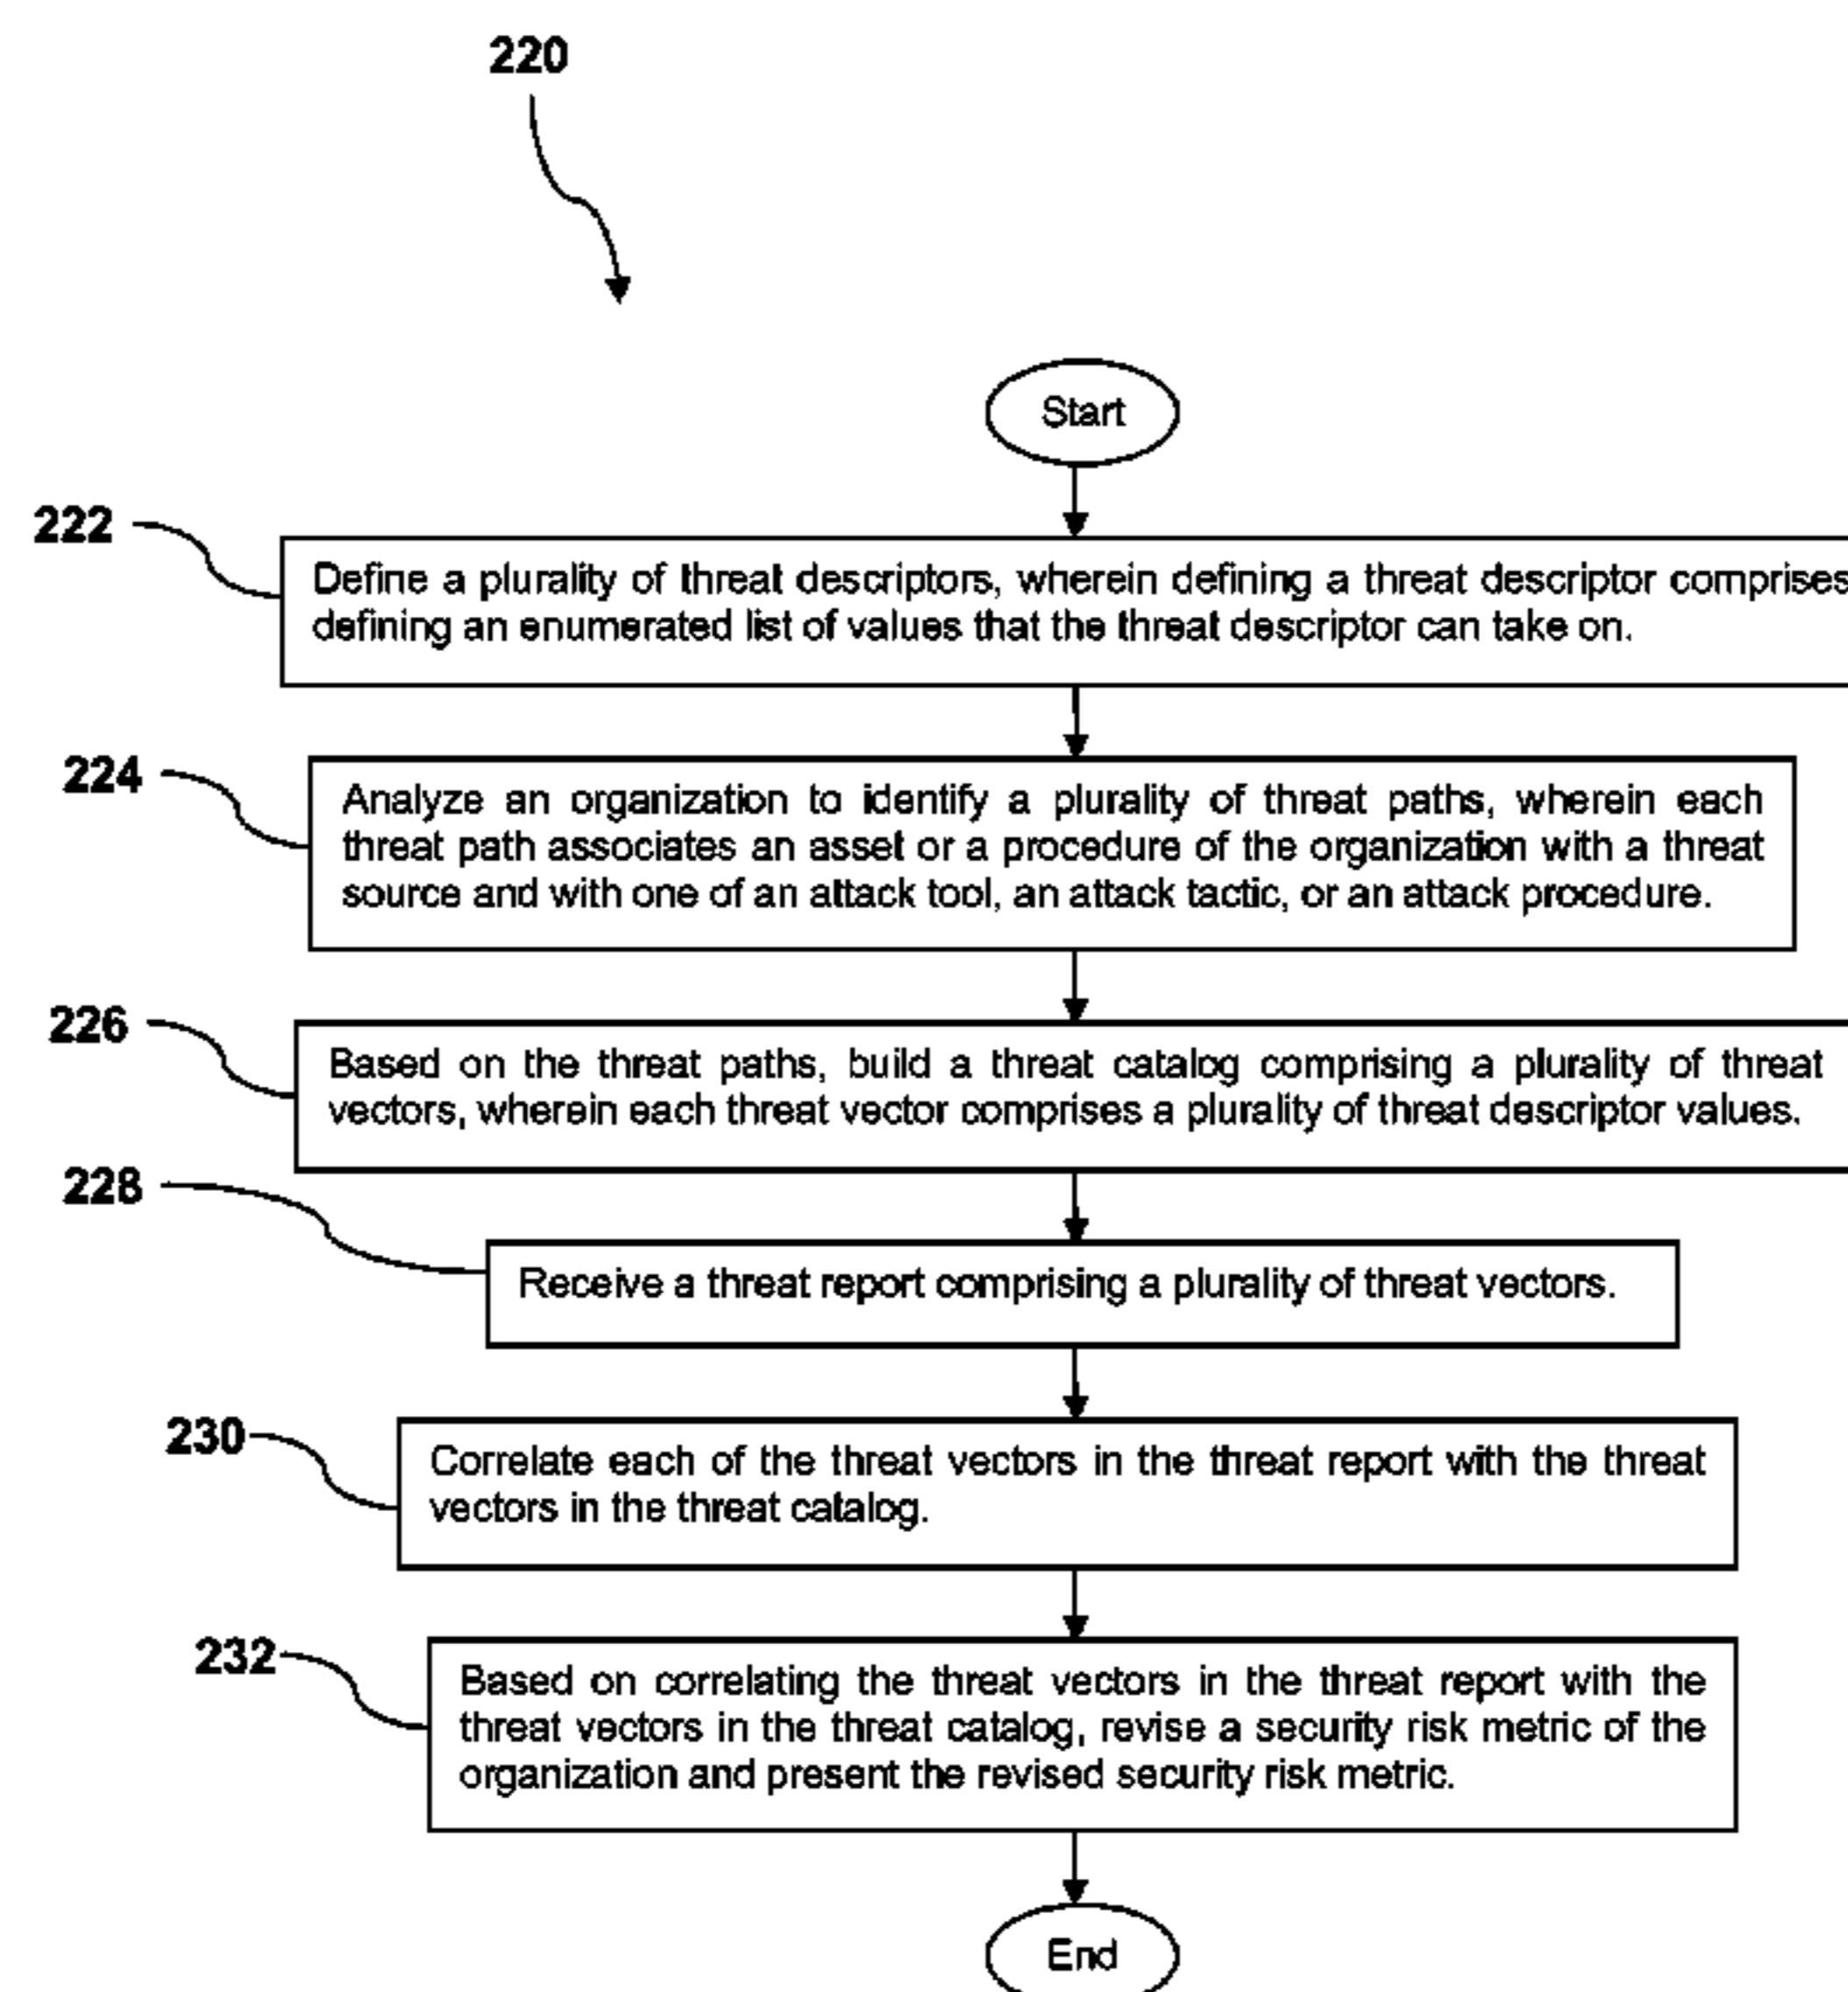 220
Start
222
Define a plurality of threat descriptors, wherein defining a threat descriptor comprises
defining an enumerated list of values that the threat descriptor can take on.
224
Analyze an organization to identify a plurality of threat paths, wherein each
threat path associates an asset or a procedure of the organization with a threat
source and with one of an attack tool, an attack tactic, or an attack procedure.
226
Based on the threat paths, build a threat catalog comprising a plurality of threat
vectors, wherein each threat vector comprises a plurality of threat descriptor values.
228
Receive a threat report comprising a plurality of threat vectors.
230
Correlate each of the threat vectors in the threat report with the threat
vectors in the threat catalog.
232
Based on correlating the threat vectors in the threat report with the
threat vectors in the threat catalog, revise a security risk metric of the
organization and present the revised security risk metric.
End